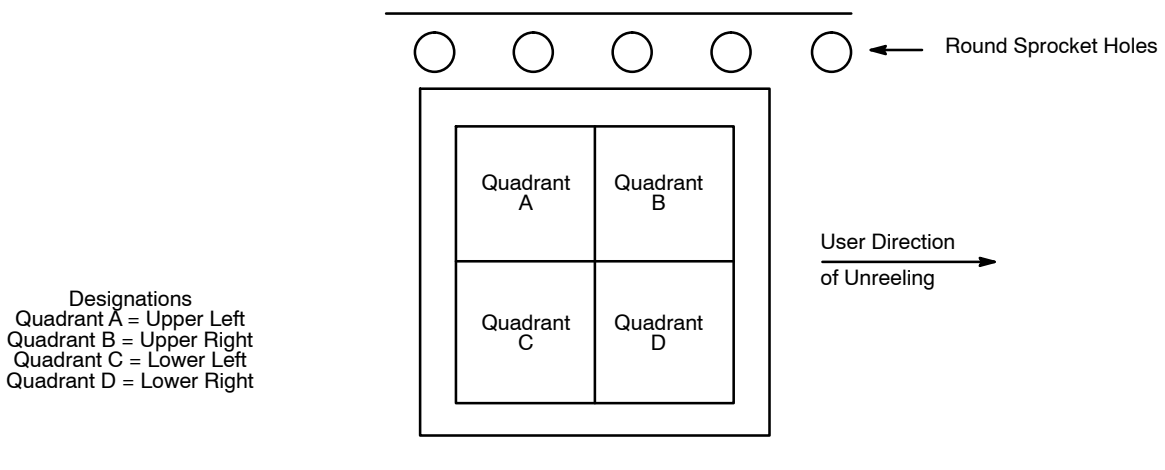 Round Sprocket Holes
Quadrant
A
Quadrant
B
User Direction
of Unreeling
Designations
Quadrant A = Upper Left
Quadrant B = Upper Right
Quadrant C = Lower Left
Quadrant D = Lower Right
Quadrant
C
Quadrant
D